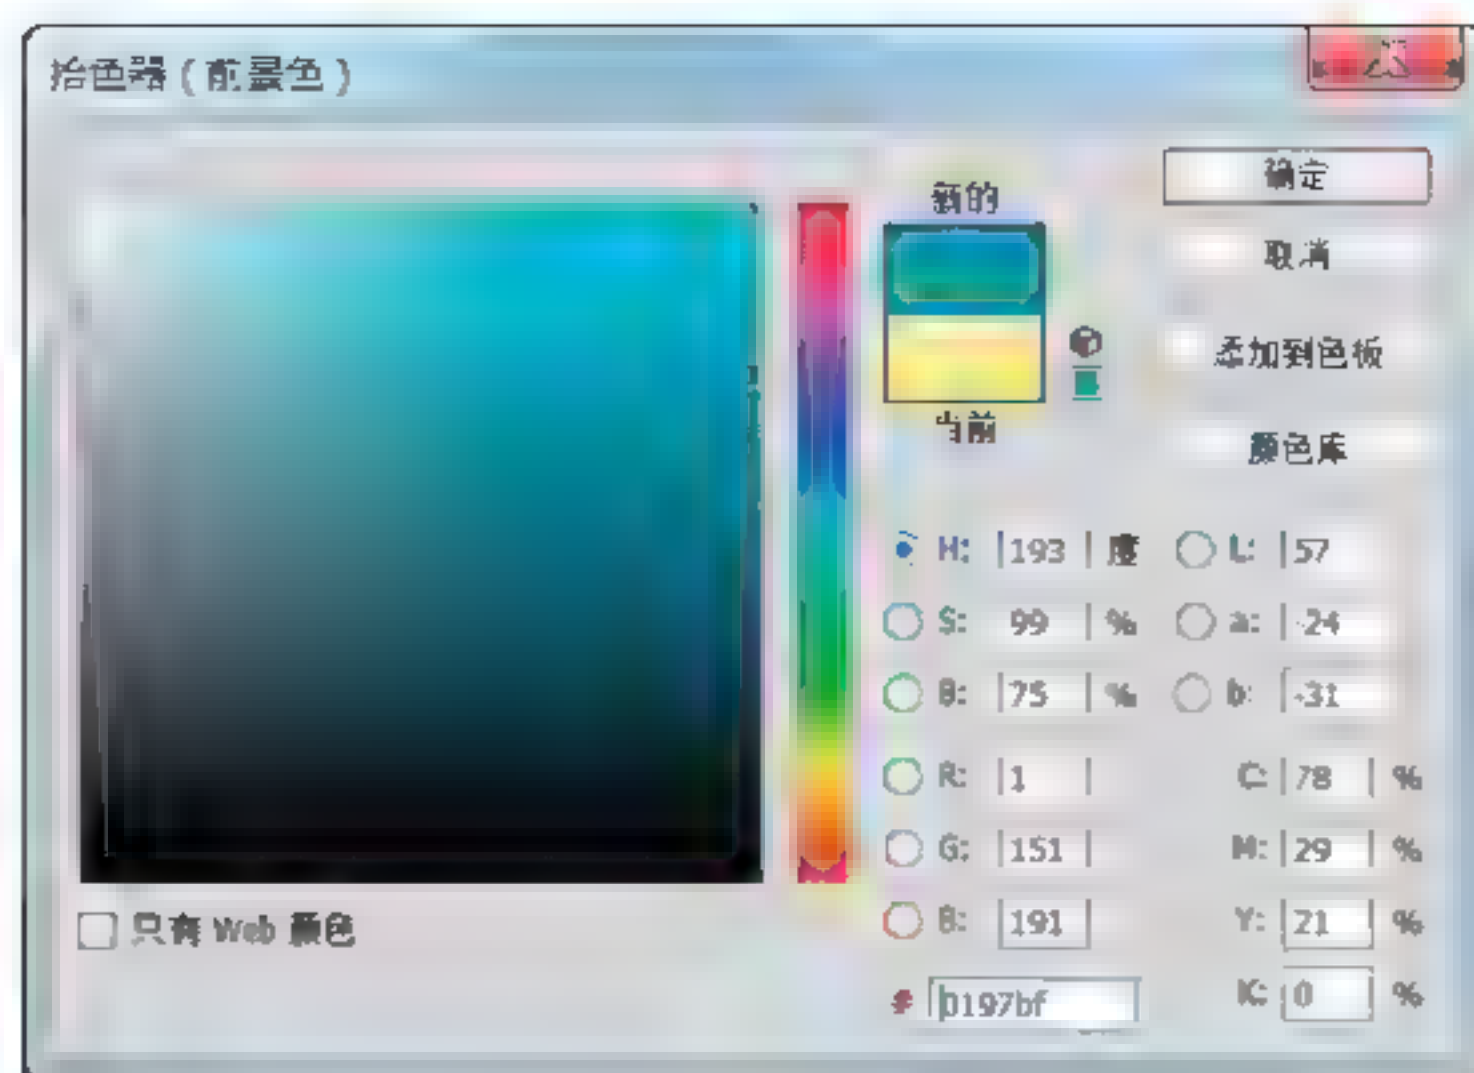 拾色器（前景色）
新的
确定
取消
添加到色板
当前
颜色库
H: 193 度 L: 57
S: 99 % a: -24
B: 75 % b: -31
R: 1 C: 78 %
G: 151 M: 29 %
B: 191 Y: 21 %
# 0197bf K: 0 %
只有 Web 颜色